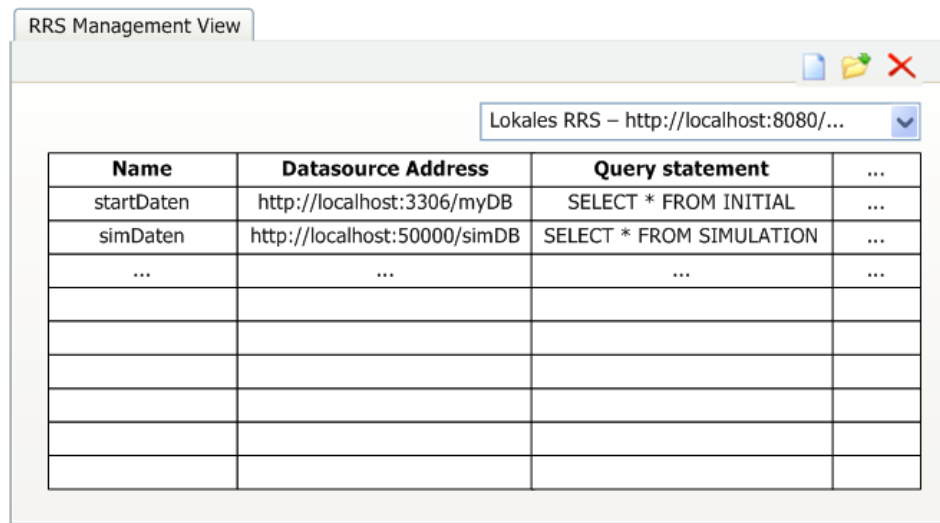 RRS Management View
Lokales RRS – http://localhost:8080/...
Name Datasource Address Query statement ...
startDaten http://localhost:3306/myDB SELECT * FROM INITIAL ...
simDaten http://localhost:50000/simDB SELECT * FROM SIMULATION ...
... ... ... ...